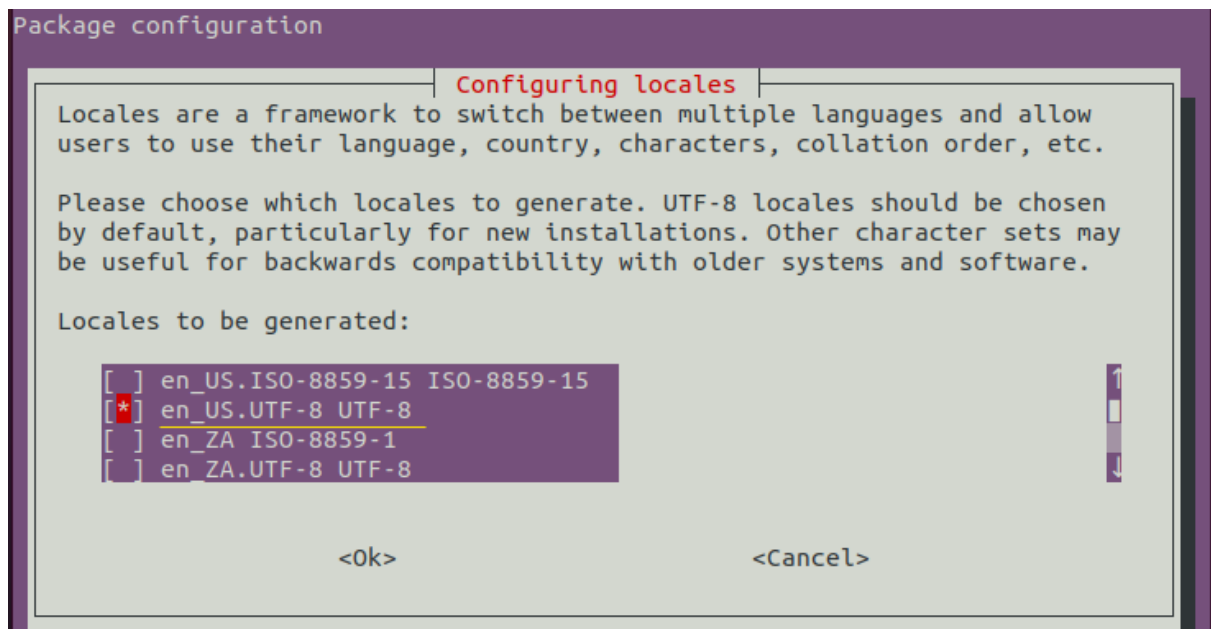 Package configuration
Configuring locales
Locales are a framework to switch between multiple languages and allow
users to use their language, country, characters, collation order, etc.
Please choose which locales to generate. UTF-8 locales should be chosen
by default, particularly for new installations. Other character sets may
be useful for backwards compatibility with older systems and software.
Locales to be generated:
[ ] en_US.ISO-8859-15 ISO-8859-15
[*] en_US.UTF-8 UTF-8
[ ] en_ZA ISO-8859-1
[ ] en_ZA.UTF-8 UTF-8
<Ok> <Cancel>